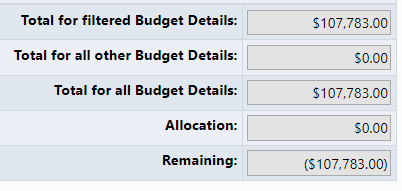 Total for filtered Budget Details: $107,783.00
Total for all other Budget Details: $0.00
Total for all Budget Details: $107,783.00
Allocation: $0.00
Remaining: ($107,783.00)